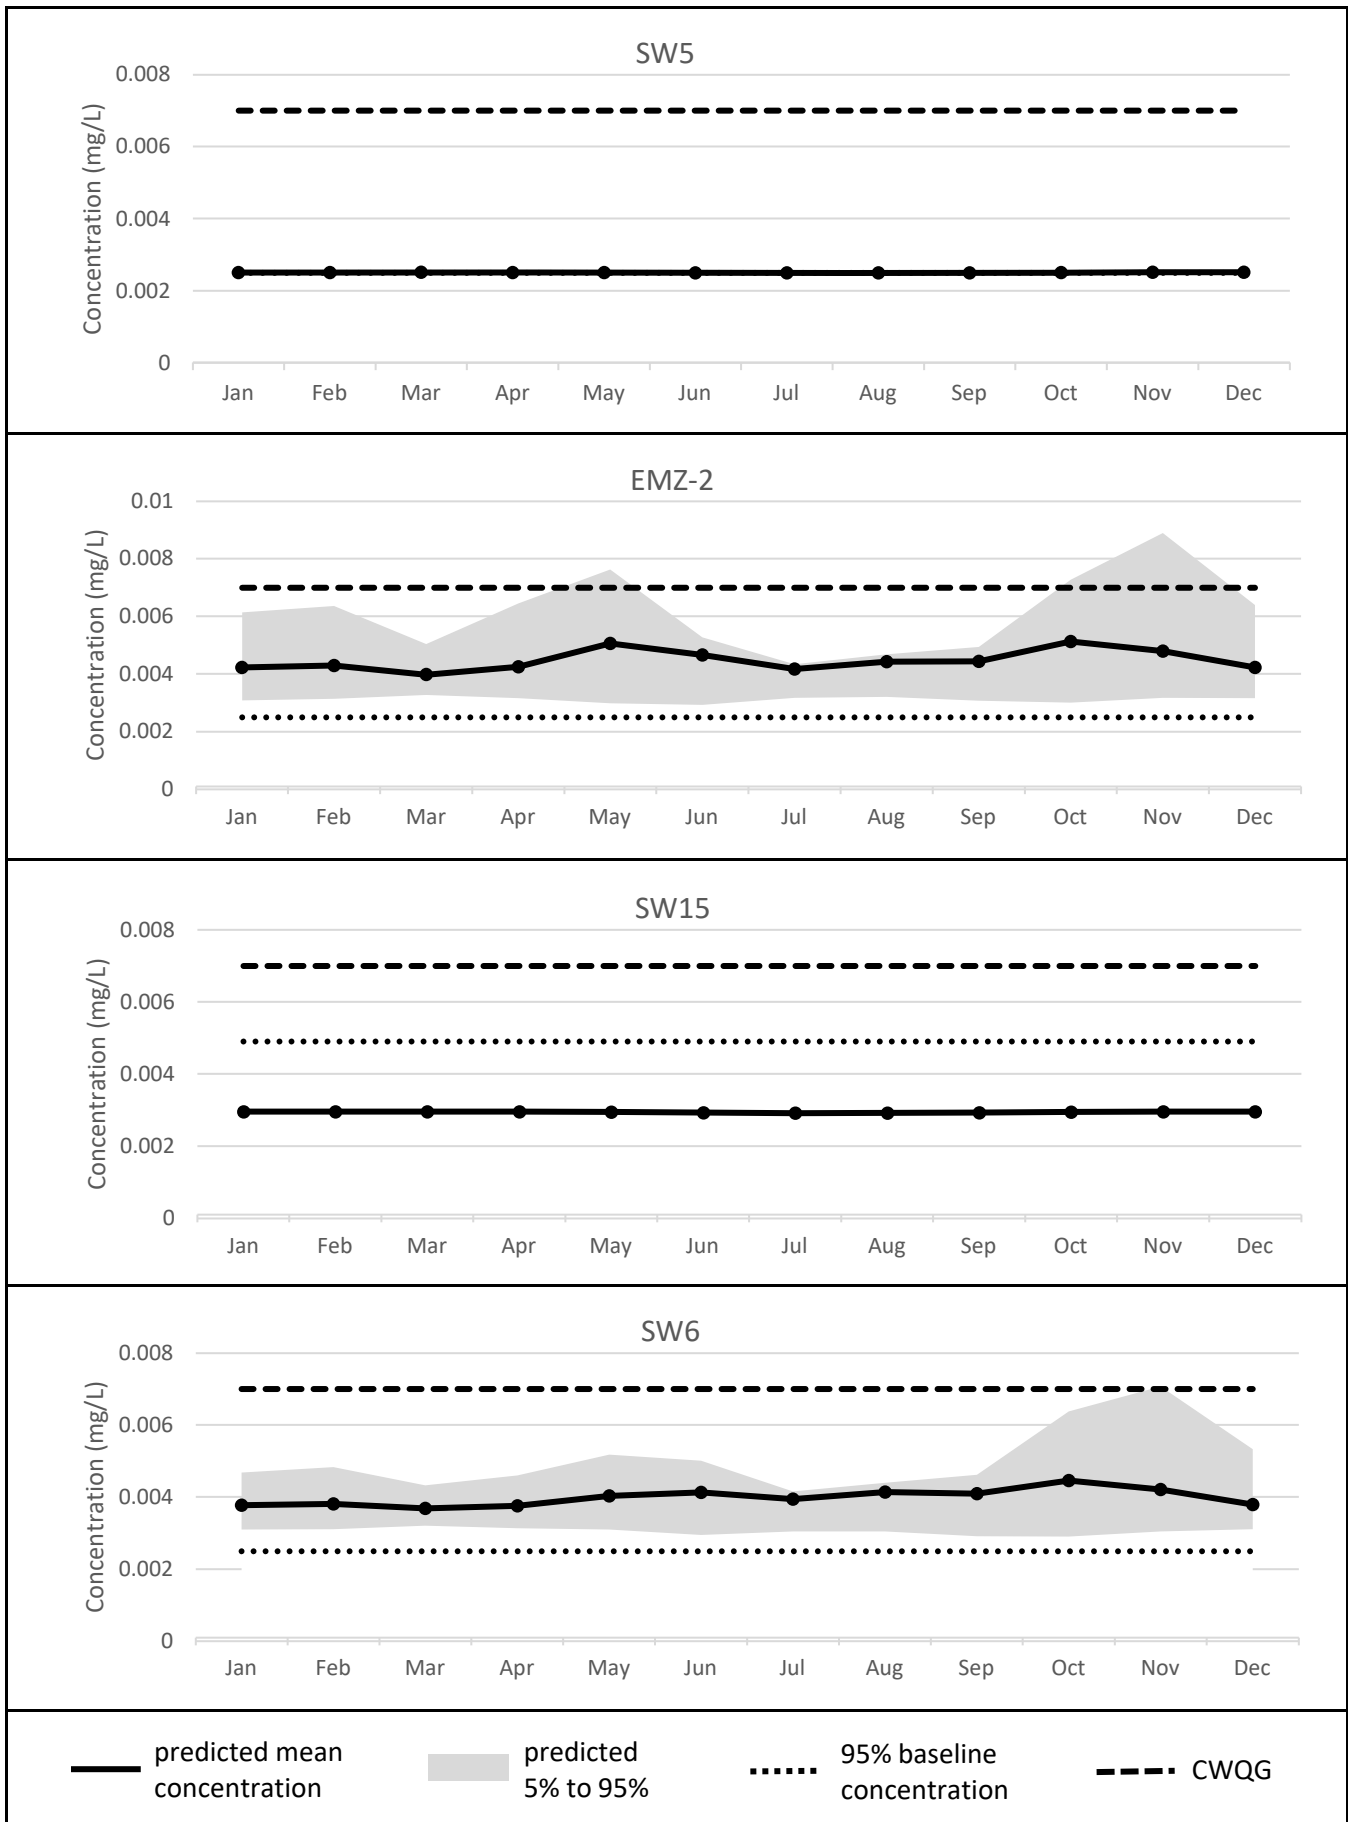 SW5
Concentration (mg/L)
0.008
0.006
0.004
0.002
0
Jan Feb Mar Apr May Jun Jul Aug Sep Oct Nov Dec
EMZ-2
Concentration (mg/L)
0.01
0.008
0.006
0.004
0.002
0
Jan Feb Mar Apr May Jun Jul Aug Sep Oct Nov Dec
SW15
Concentration (mg/L)
0.008
0.006
0.004
0.002
0
Jan Feb Mar Apr May Jun Jul Aug Sep Oct Nov Dec
SW6
Concentration (mg/L)
0.008
0.006
0.004
0.002
0
Jan Feb Mar Apr May Jun Jul Aug Sep Oct Nov Dec
predicted mean
concentration
predicted
5% to 95%
95% baseline
concentration
CWQG